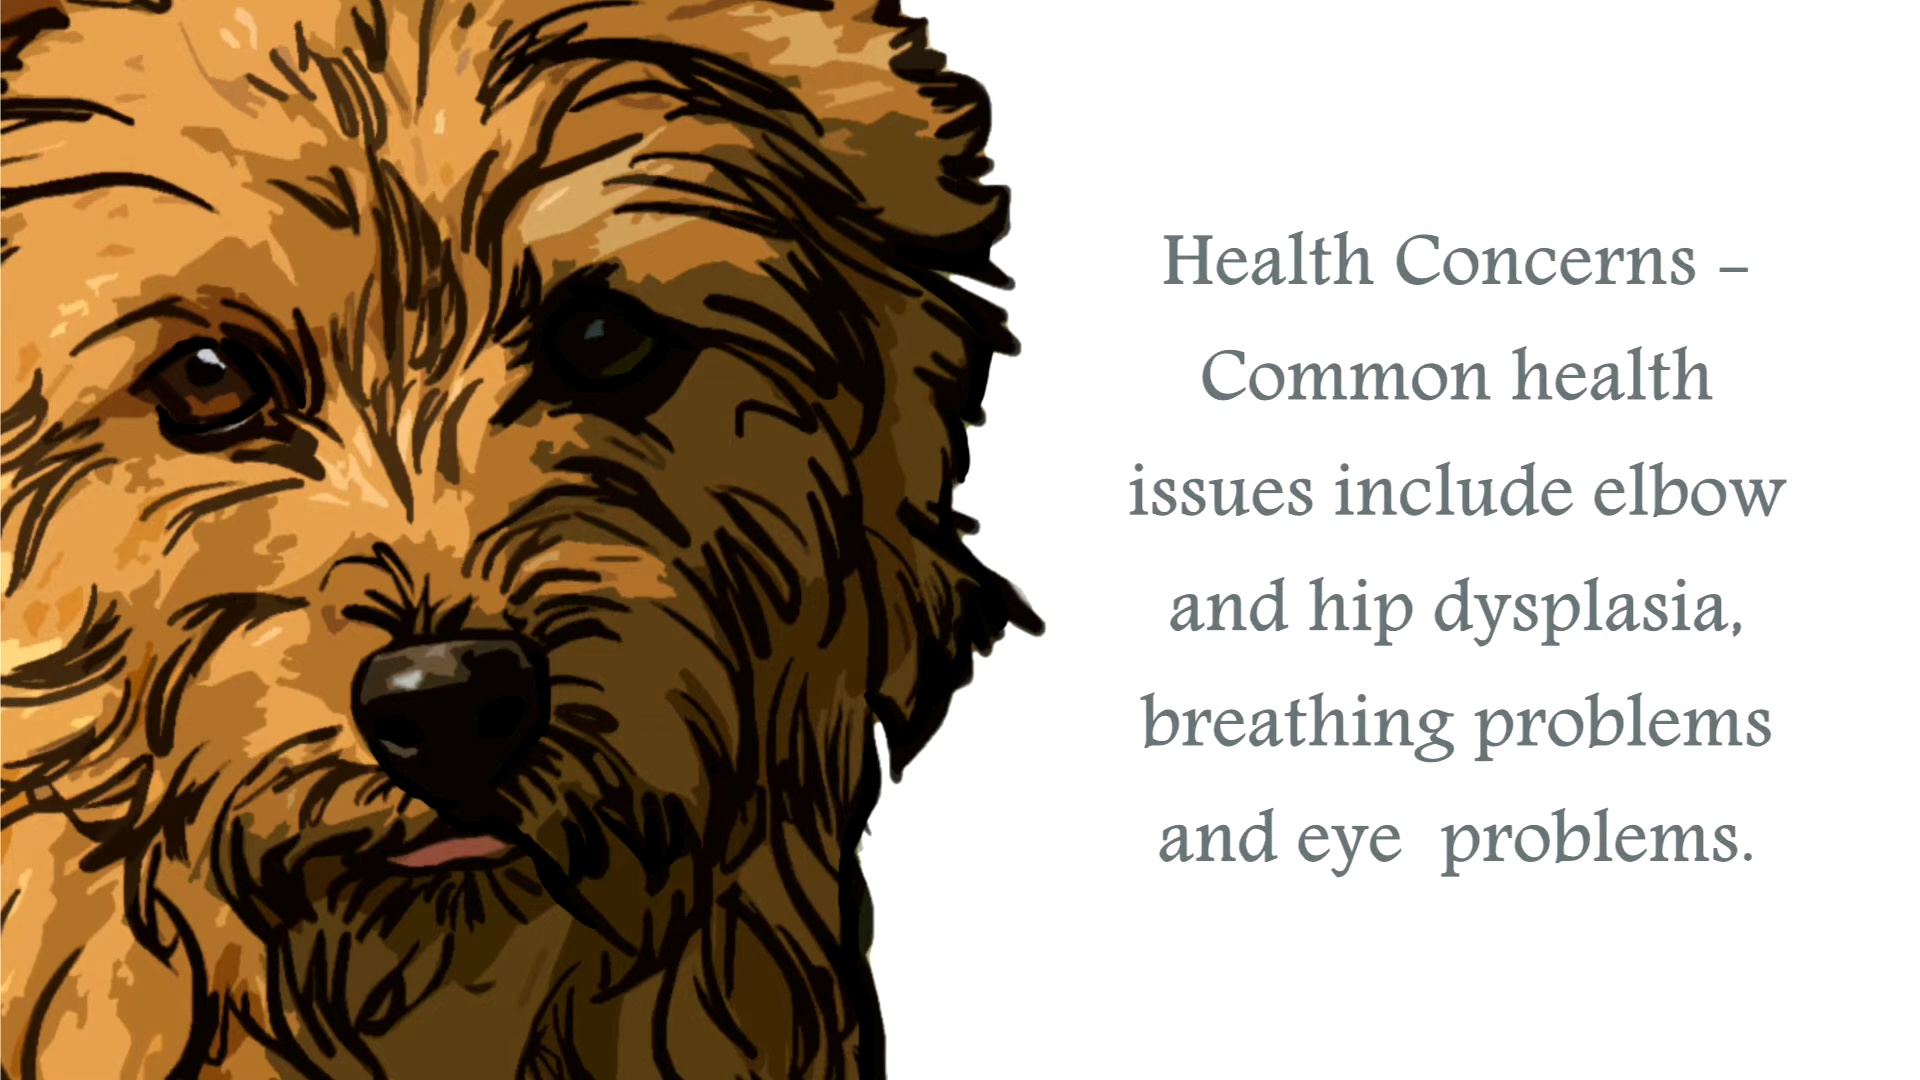 Health Concerns –
Common health
issues include elbow
and hip dysplasia,
breathing problems
and eye  problems.